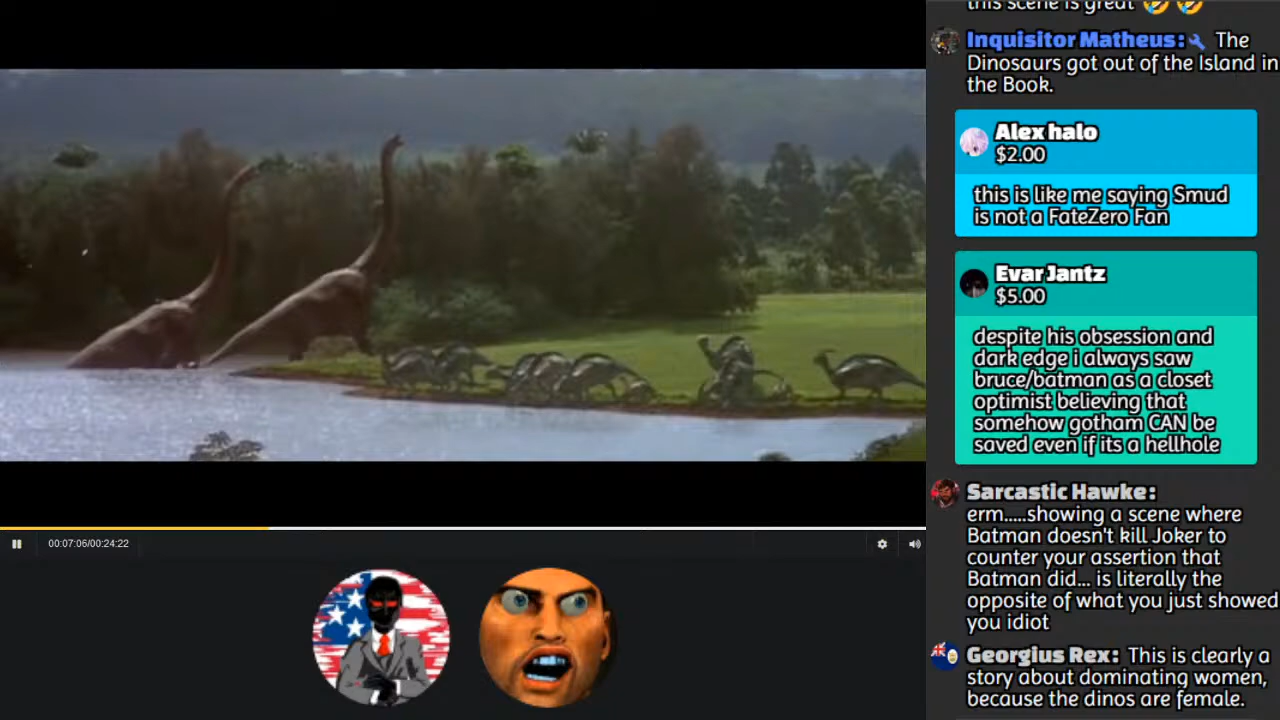 this scene is great 🤣 🤣
Inquisitor Matheus: The
Dinosaurs got out of the Island in
the Book.
Alex halo
$2.00
this is like me saying Smud
is not a FateZero Fan
Evar Jantz
$5.00
despite his obsession and
dark edge i always saw
bruce/batman as a closet
optimist believing that
somehow gotham CAN be
saved even if its a hellhole
Sarcastic Hawke:
erm.....showing a scene where
Batman doesn't kill Joker to
counter your assertion that
Batman did... is literally the
opposite of what you just showed
you idiot
Georgius Rex: This is clearly a
story about dominating women,
because the dinos are female.
00:07:06/00:24:22